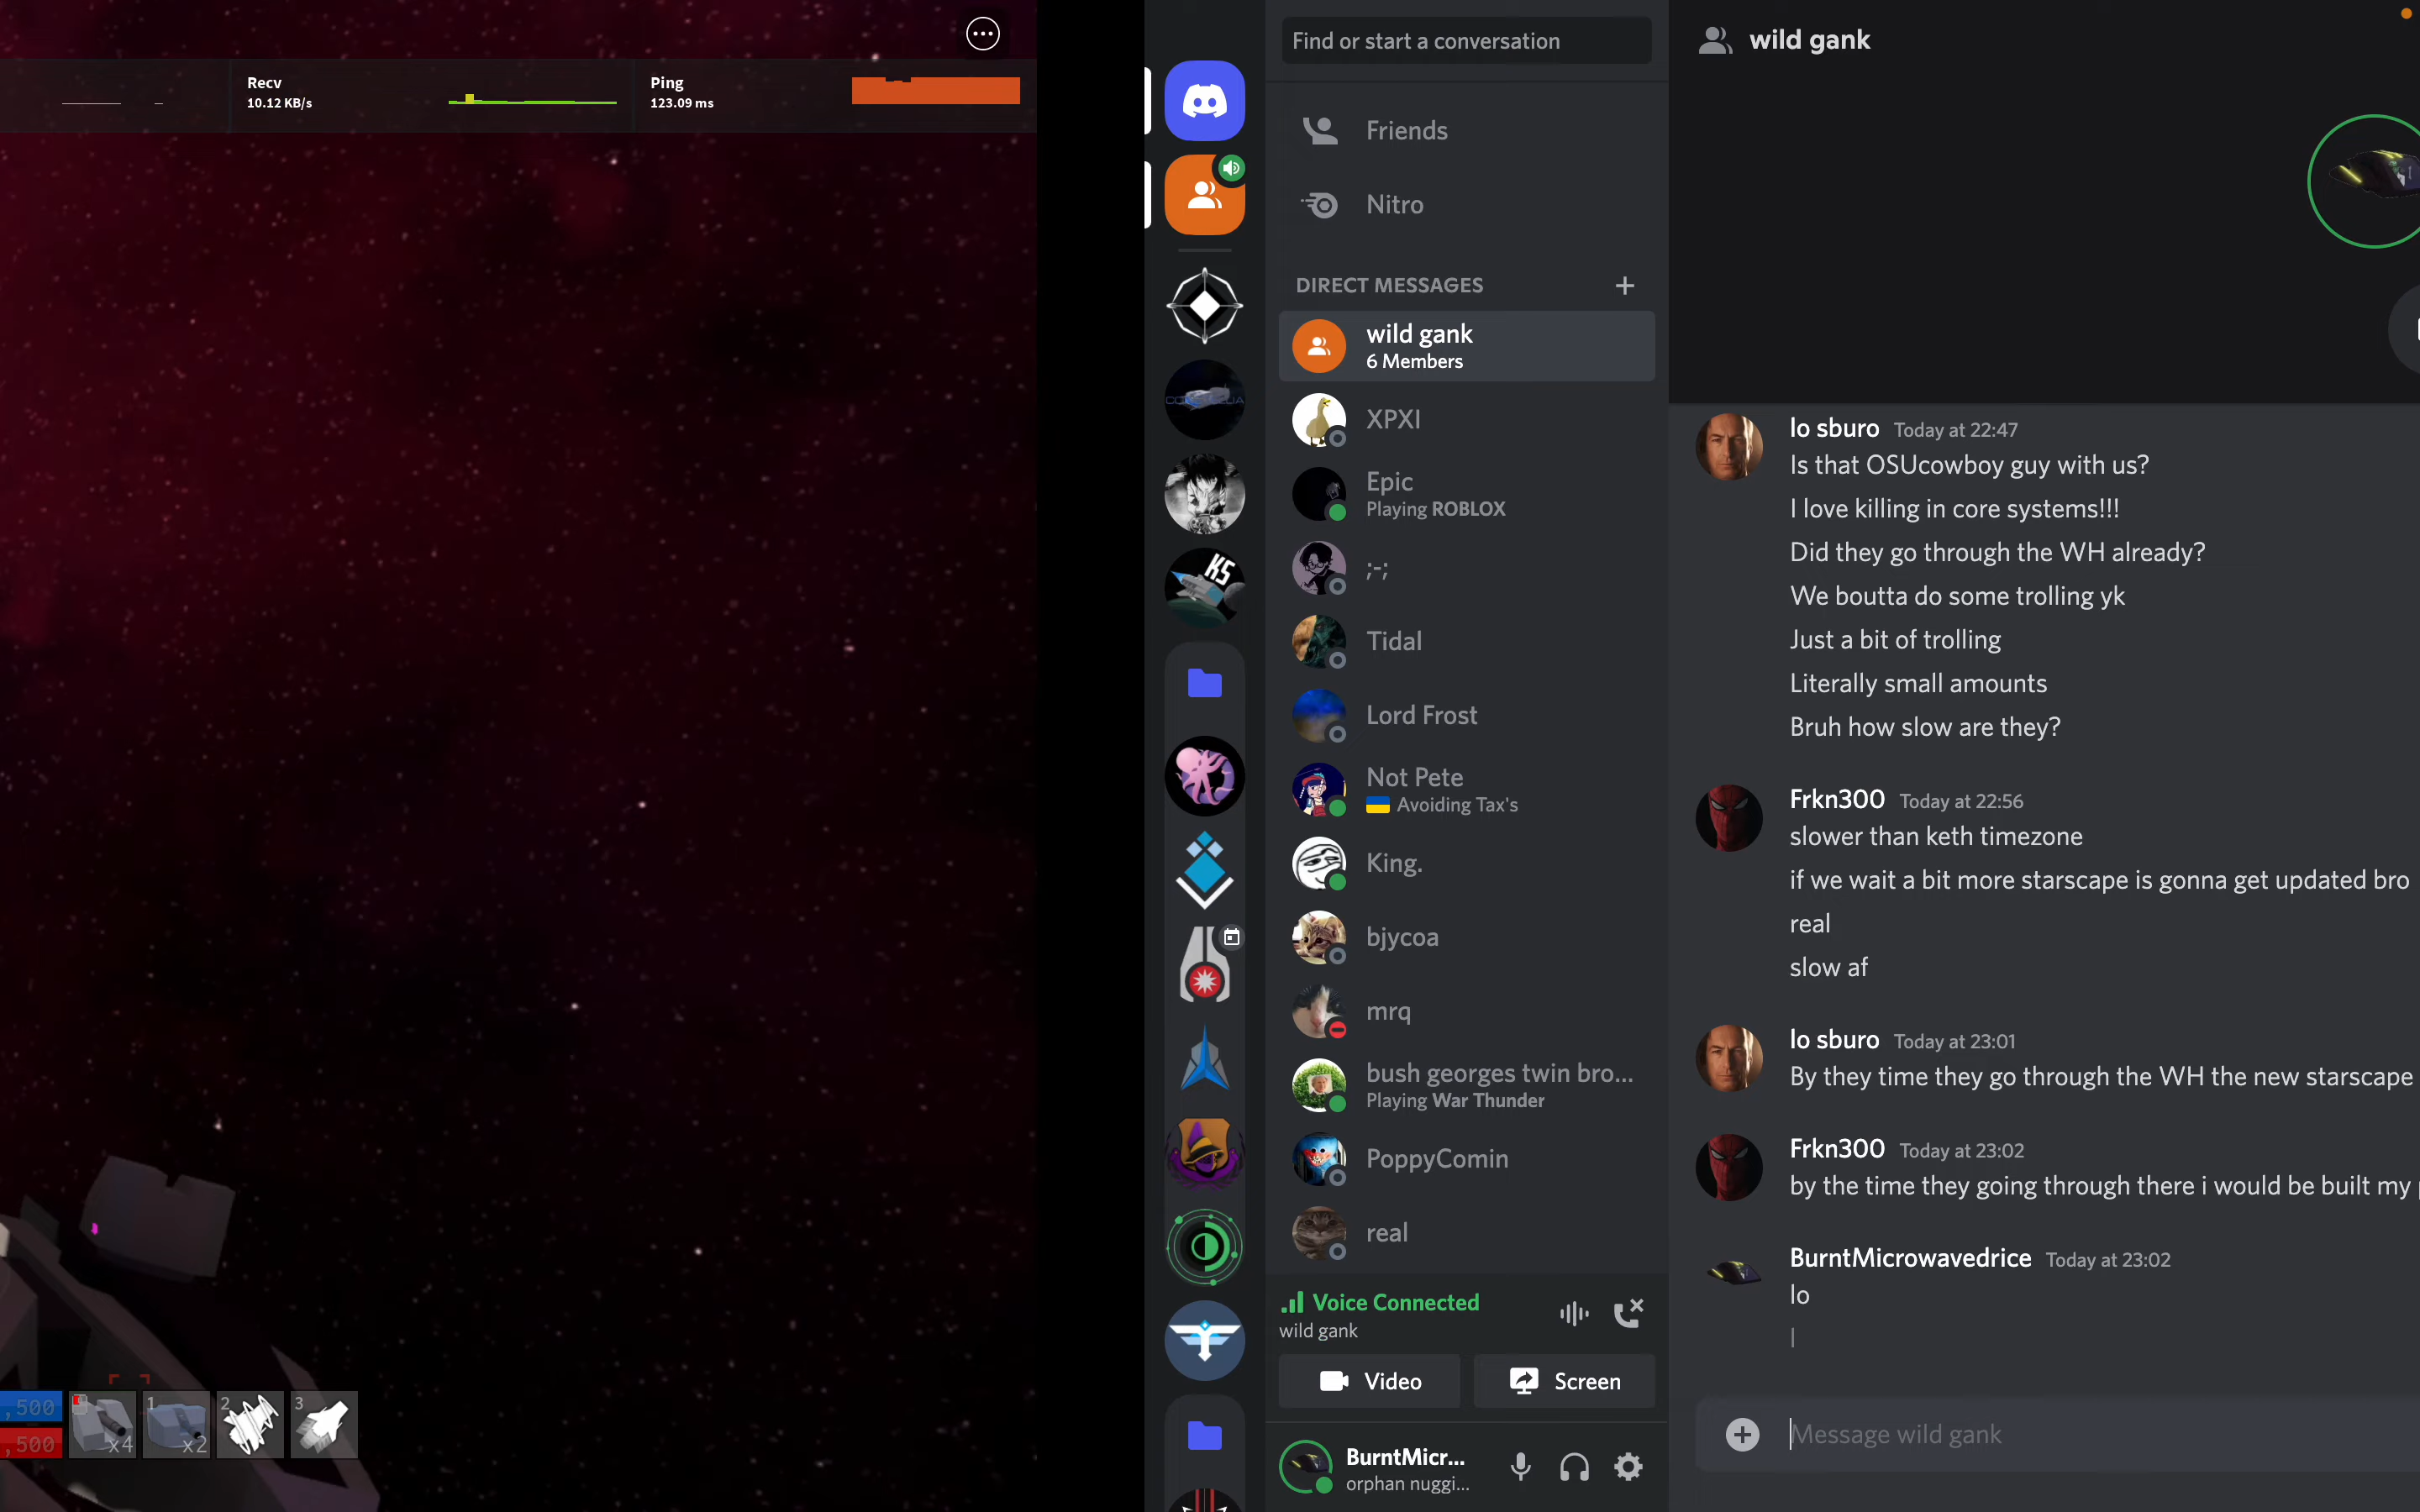 Recv
10.12 KB/s
Ping
123.09 ms
,500
,500
x4
1
x2
2
3
Find or start a conversation
Friends
Nitro
DIRECT MESSAGES
wild gank
6 Members
XPXI
Epic
Playing ROBLOX
;-;
Tidal
Lord Frost
Not Pete
Avoiding Tax's
King.
bjycoa
mrq
bush georges twin bro...
Playing War Thunder
PoppyComin
real
Voice Connected
wild gank
Video
Screen
BurntMicr...
orphan nuggi...
KS
wild gank
lo sburo Today at 22:47
Is that OSUcowboy guy with us?
I love killing in core systems!!!
Did they go through the WH already?
We boutta do some trolling yk
Just a bit of trolling
Literally small amounts
Bruh how slow are they?
Frkn300 Today at 22:56
slower than keth timezone
if we wait a bit more starscape is gonna get updated bro
real
slow af
lo sburo Today at 23:01
By they time they go through the WH the new starscape
Frkn300 Today at 23:02
by the time they going through there i would be built my
BurntMicrowavedrice Today at 23:02
lo
l
Message wild gank